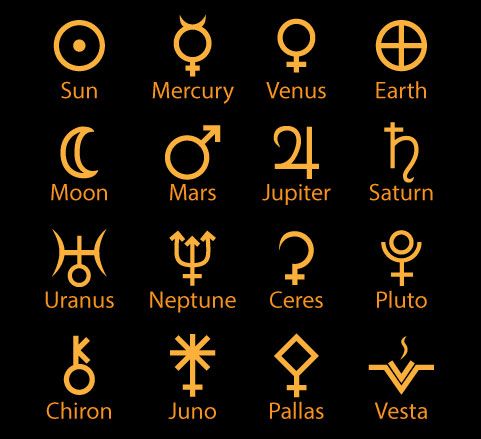 Sun Mercury Venus Earth
Moon Mars Jupiter Saturn
Uranus Neptune Ceres Pluto
Chiron Juno Pallas Vesta